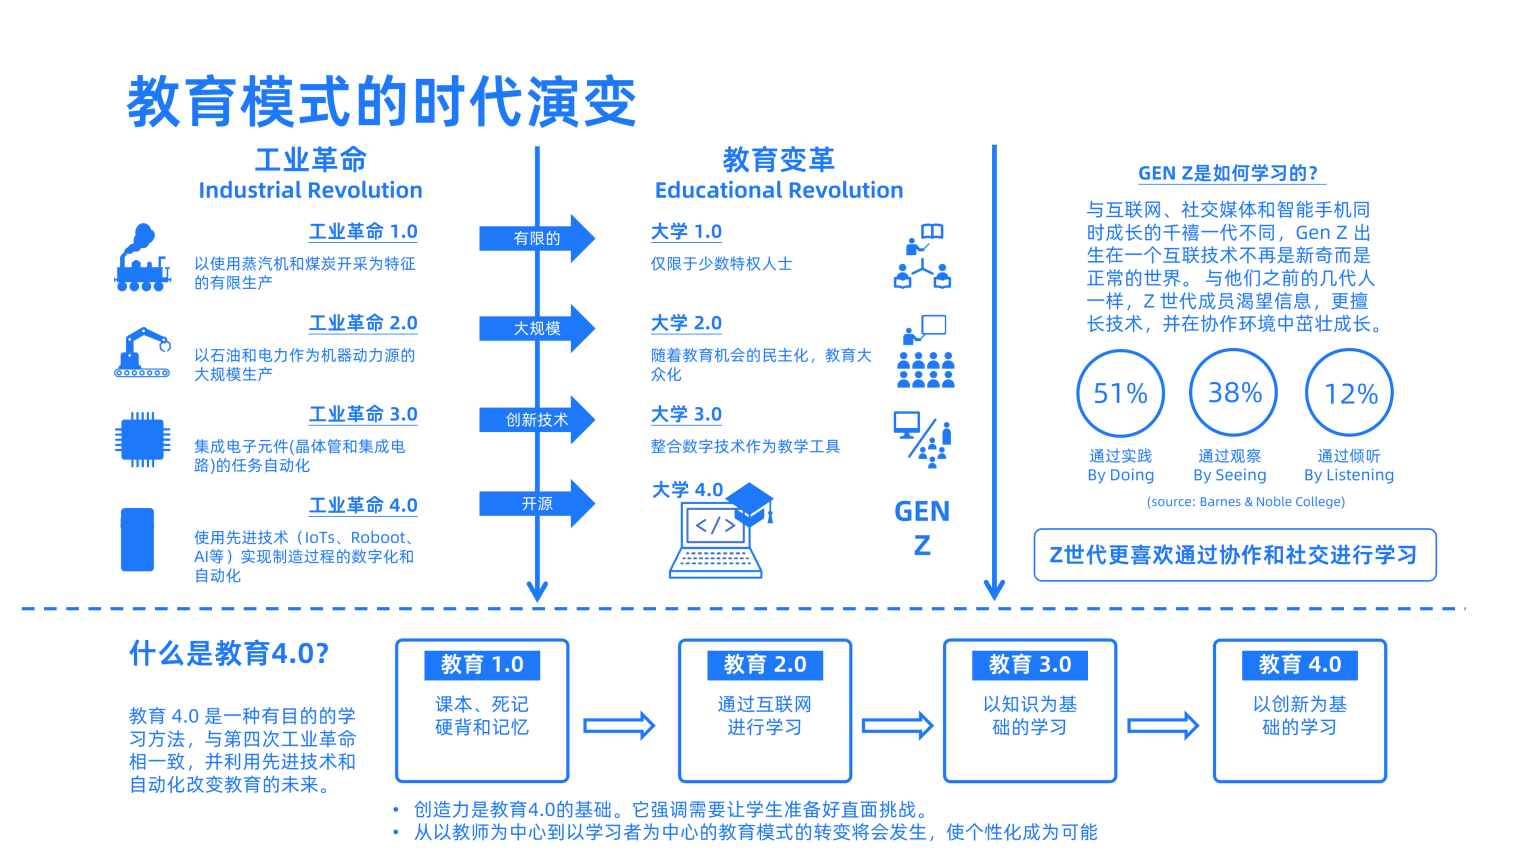 教育模式的时代演变
工业革命
Industrial Revolution
工业革命 1.0
以使用蒸汽机和煤炭开采为特征
的有限生产
工业革命 2.0
以石油和电力作为机器动力源的
大规模生产
工业革命 3.0
集成电子元件(晶体管和集成电
路)的任务自动化
工业革命 4.0
使用先进技术（IoTs、Roboot、
AI等）实现制造过程的数字化和
自动化
有限的
大规模
创新技术
开源
教育变革
Educational Revolution
大学 1.0
仅限于少数特权人士
大学 2.0
随着教育机会的民主化，教育大
众化
大学 3.0
整合数字技术作为教学工具
大学 4.0
</>
GEN
Z
GEN Z是如何学习的？
与互联网、社交媒体和智能手机同
时成长的千禧一代不同，Gen Z 出
生在一个互联技术不再是新奇而是
正常的世界。 与他们之前的几代人
一样，Z 世代成员渴望信息，更擅
长技术，并在协作环境中茁壮成长。
51%
38%
12%
通过实践
By Doing
通过观察
By Seeing
通过倾听
By Listening
(source: Barnes & Noble College)
Z世代更喜欢通过协作和社交进行学习
什么是教育4.0?
教育 4.0 是一种有目的的学
习方法，与第四次工业革命
相一致，并利用先进技术和
自动化改变教育的未来。
教育 1.0
课本、死记
硬背和记忆
教育 2.0
通过互联网
进行学习
教育 3.0
以知识为基
础的学习
教育 4.0
以创新为基
础的学习
• 创造力是教育4.0的基础。它强调需要让学生准备好直面挑战。
• 从以教师为中心到以学习者为中心的教育模式的转变将会发生，使个性化成为可能